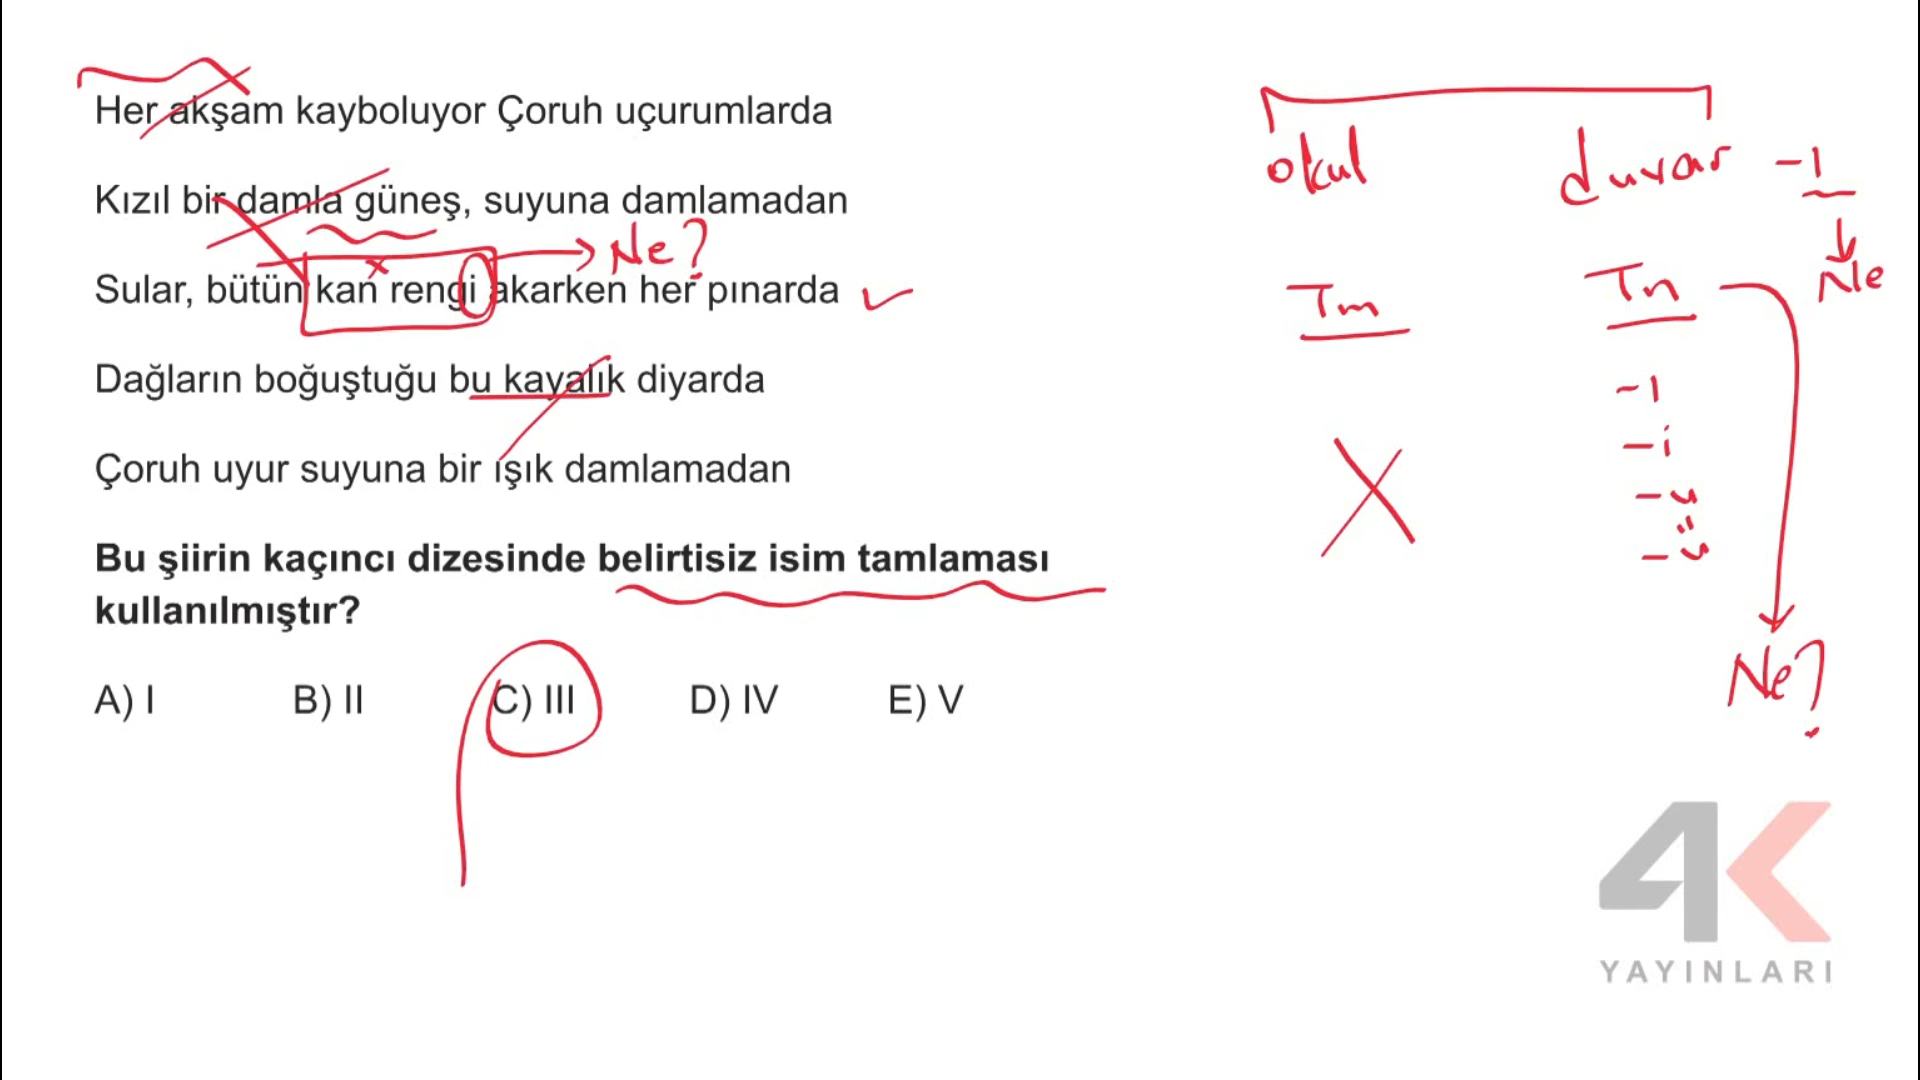 Her akşam kayboluyor Çoruh uçurumlarda
Kızıl bir damla güneş, suyuna damlamadan
Ne?
Sular, bütün kan rengi akarken her pınarda
Dağların boğuştuğu bu kayalık diyarda
Çoruh uyur suyuna bir ışık damlamadan
Bu şiirin kaçıncı dizesinde belirtisiz isim tamlaması
kullanılmıştır?
A) I B) II C) III D) IV E) V
okul duvar -ı
Tm Tn Ne
-ı
-i
-u
-ü
Ne?
4K
YAYINLARI